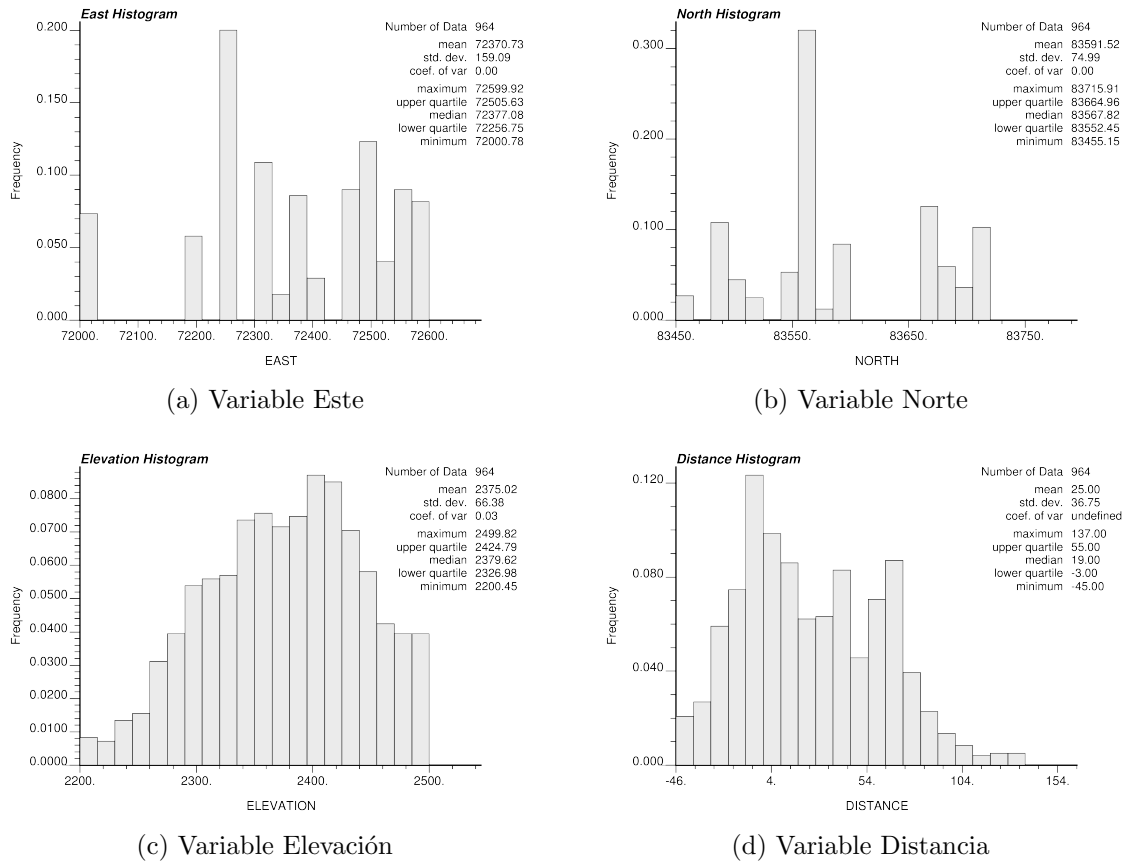 East Histogram
Frequency
EAST
0.000
0.050
0.100
0.150
0.200
72000. 72100. 72200. 72300. 72400. 72500. 72600.
Number of Data 964
mean 72370.73
std. dev. 159.09
coef. of var 0.00
maximum 72599.92
upper quartile 72505.63
median 72377.08
lower quartile 72256.75
minimum 72000.78
(a) Variable Este
North Histogram
Frequency
NORTH
0.000
0.100
0.200
0.300
83450. 83550. 83650. 83750.
Number of Data 964
mean 83591.52
std. dev. 74.99
coef. of var 0.00
maximum 83715.91
upper quartile 83664.96
median 83567.82
lower quartile 83552.45
minimum 83455.15
(b) Variable Norte
Elevation Histogram
Frequency
ELEVATION
0.0000
0.0100
0.0200
0.0300
0.0400
0.0500
0.0600
0.0700
0.0800
2200. 2300. 2400. 2500.
Number of Data 964
mean 2375.02
std. dev. 66.38
coef. of var 0.03
maximum 2499.82
upper quartile 2424.79
median 2379.62
lower quartile 2326.98
minimum 2200.45
(c) Variable Elevación
Distance Histogram
Frequency
DISTANCE
0.000
0.040
0.080
0.120
-46. 4. 54. 104. 154.
Number of Data 964
mean 25.00
std. dev. 36.75
coef. of var undefined
maximum 137.00
upper quartile 55.00
median 19.00
lower quartile -3.00
minimum -45.00
(d) Variable Distancia